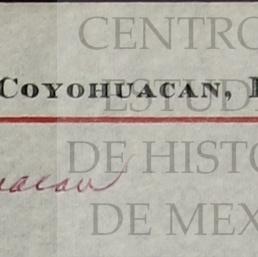 CENTRO
COYOHUACAN,
ESTUD
DE HISTO
DE MEX